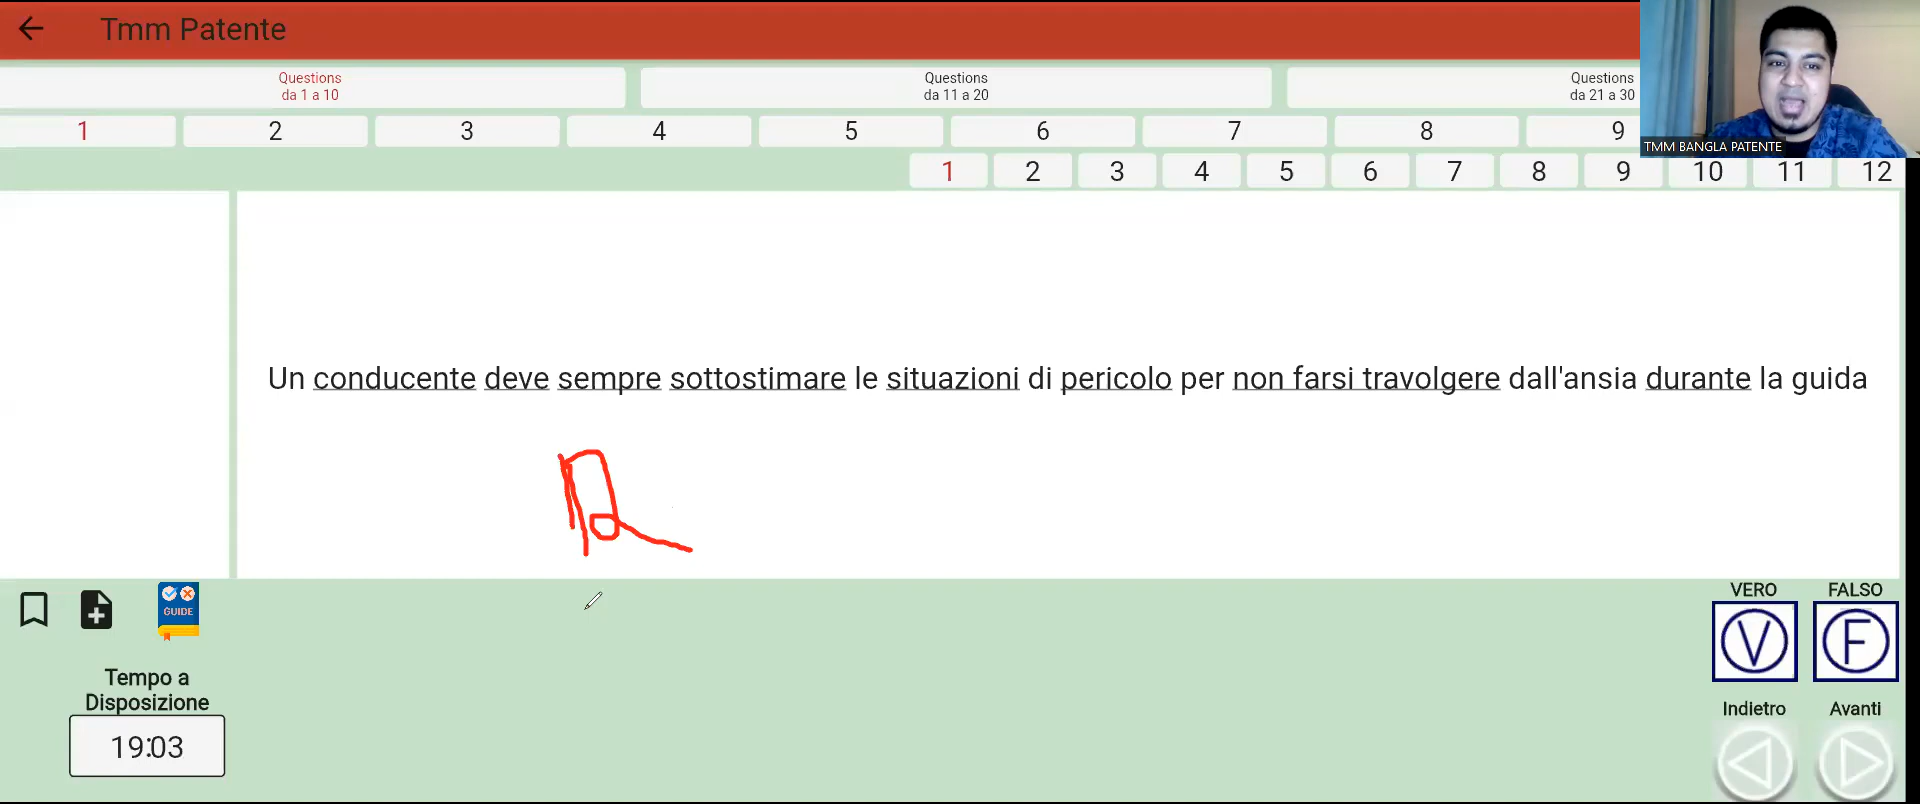 Tmm Patente
Questions
da 1 a 10
Questions
da 11 a 20
Questions
da 21 a 30
1 2 3 4 5 6 7 8 9
TMM BANGLA PATENTE
1 2 3 4 5 6 7 8 9 10 11 12
Un conducente deve sempre sottostimare le situazioni di pericolo per non farsi travolgere dall'ansia durante la guida
GUIDE
VERO FALSO
V F
Tempo a
Disposizione
19:03
Indietro Avanti